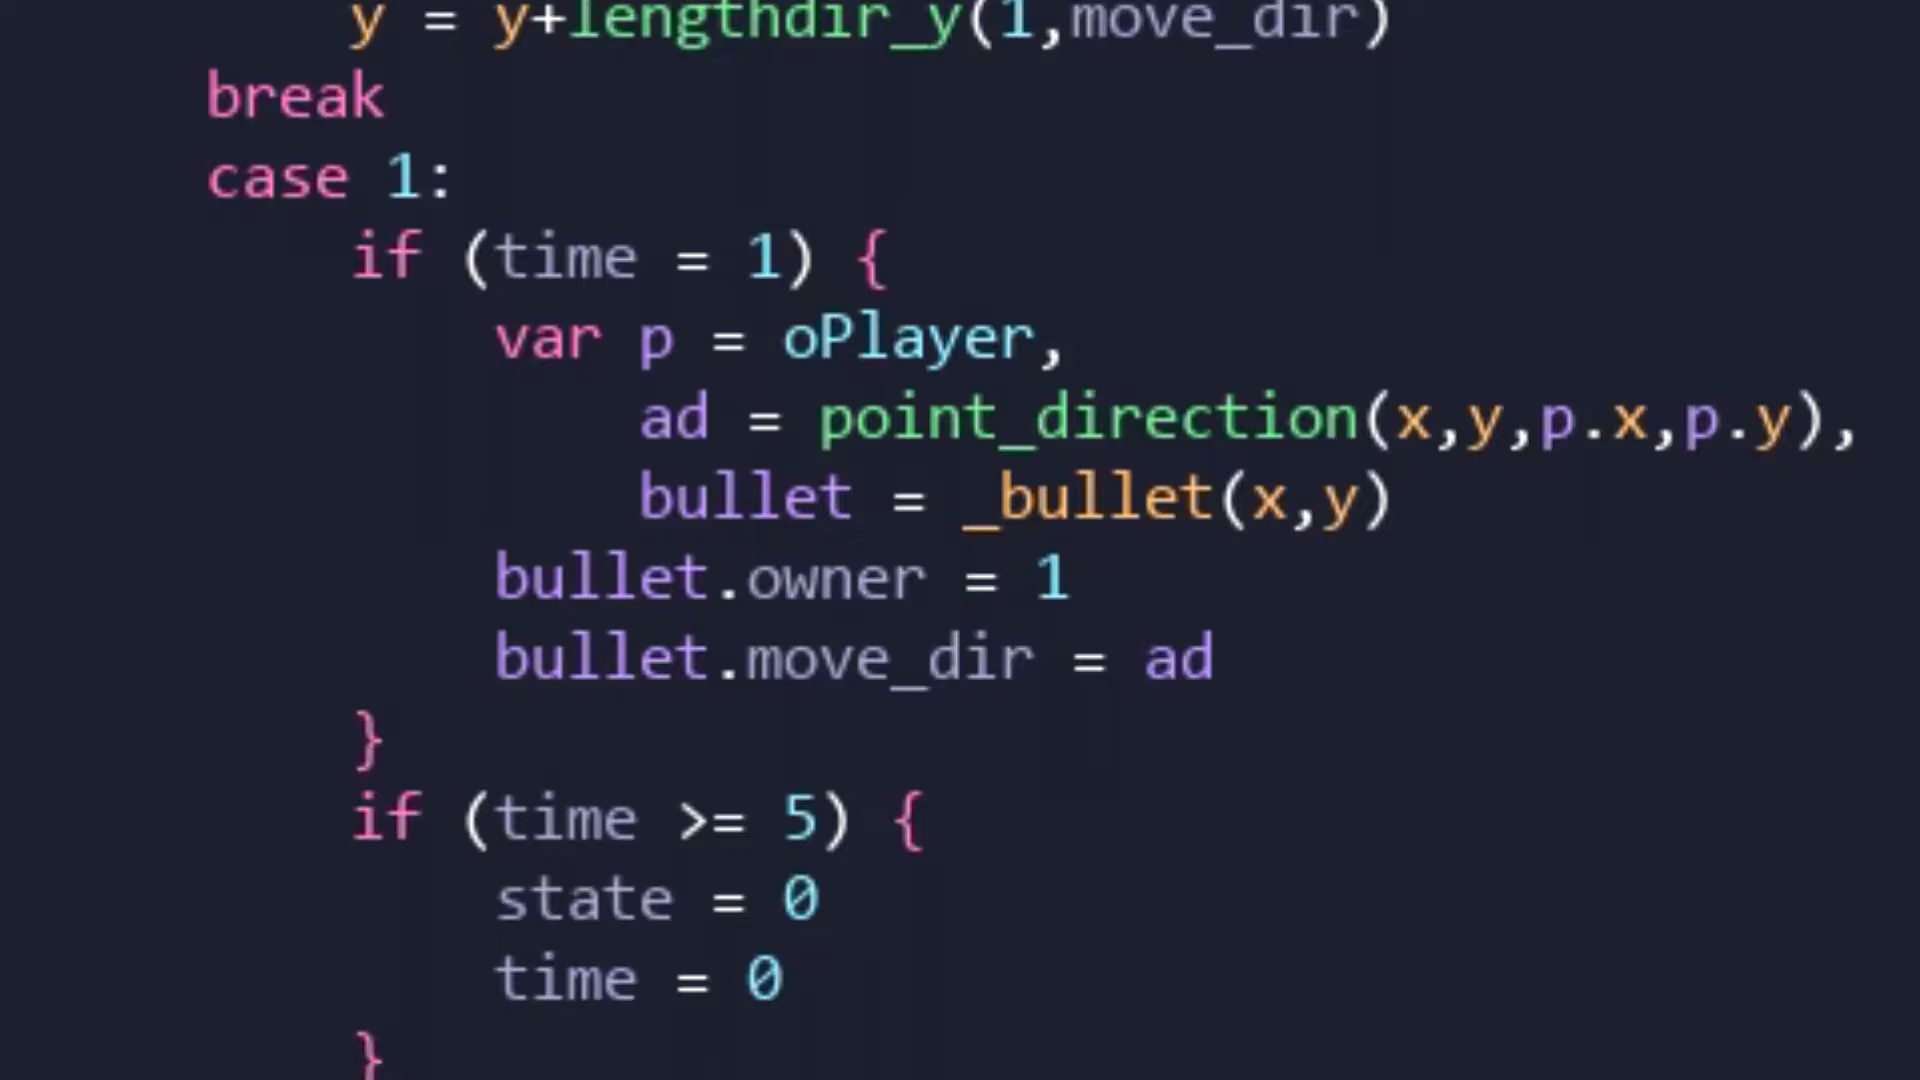 y = y+lengthdir_y(1,move_dir)
break
case 1:
if (time = 1) {
var p = oPlayer,
ad = point_direction(x,y,p.x,p.y),
bullet = _bullet(x,y)
bullet.owner = 1
bullet.move_dir = ad
}
if (time >= 5) {
state = 0
time = 0
}